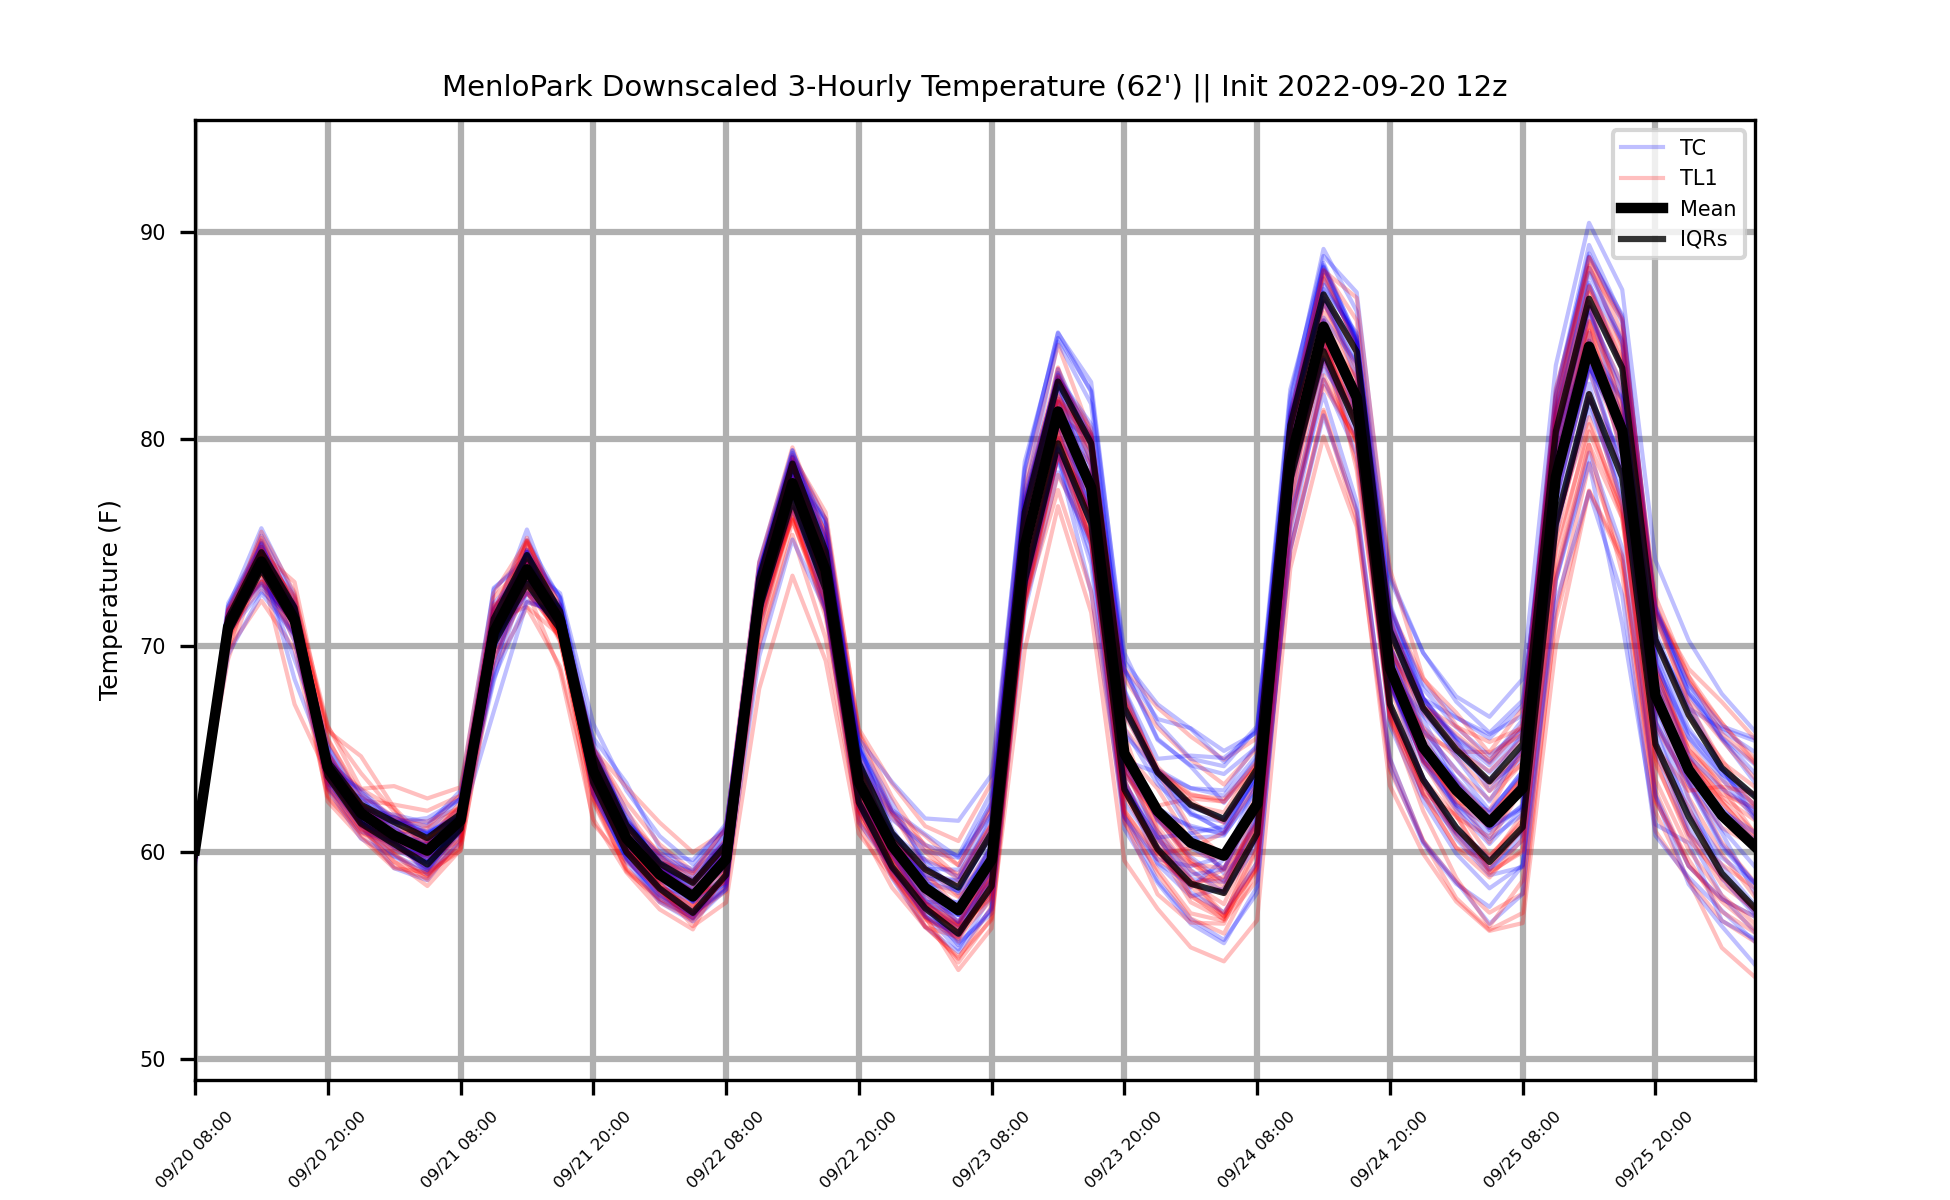 MenloPark Downscaled 3-Hourly Temperature (62') || Init 2022-09-20 12z
TC
TL1
Mean
IQRs
Temperature (F)
90
80
70
60
50
09/20 08:00
09/20 20:00
09/21 08:00
09/21 20:00
09/22 08:00
09/22 20:00
09/23 08:00
09/23 20:00
09/24 08:00
09/24 20:00
09/25 08:00
09/25 20:00